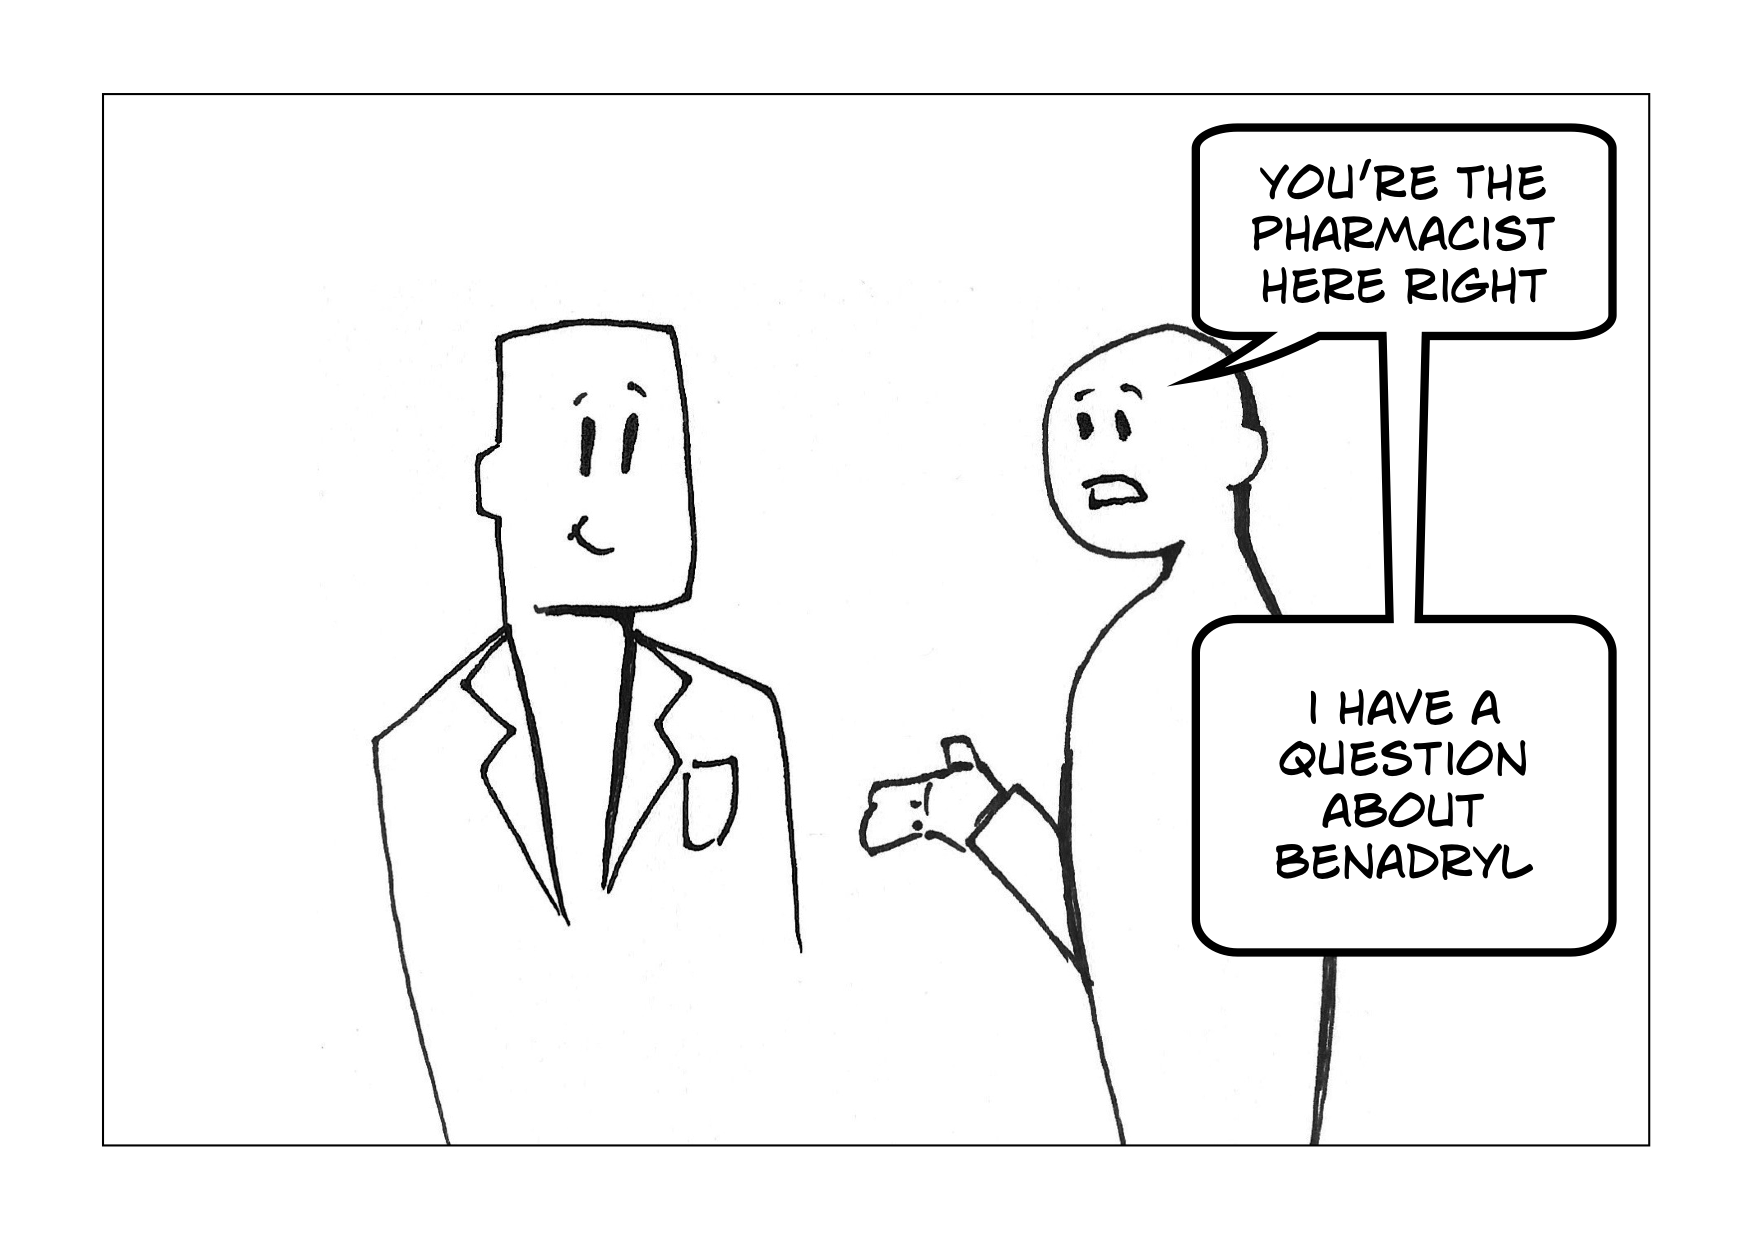 YOU'RE THE
PHARMACIST
HERE RIGHT
I HAVE A
QUESTION
ABOUT
BENADRYL